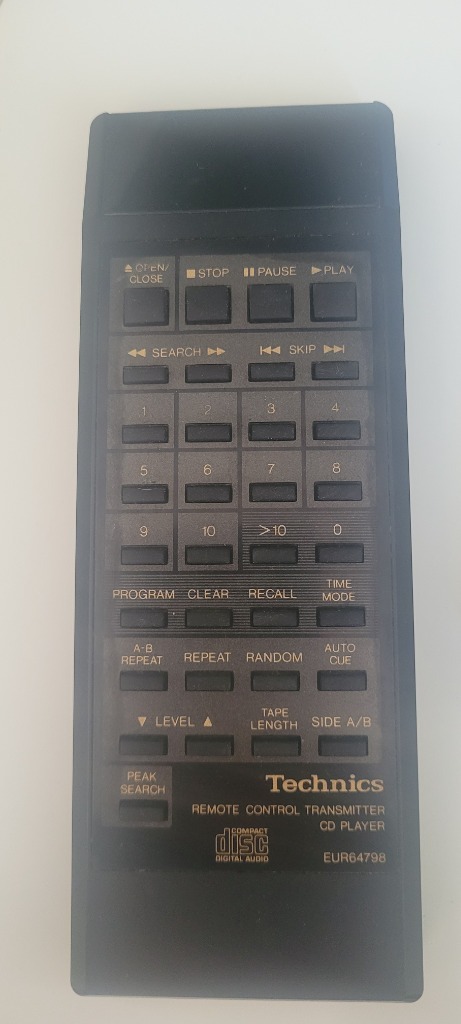 ⏏ OPEN/
CLOSE
■ STOP
▮▮ PAUSE
▶ PLAY
◀◀ SEARCH ▶▶
|◀◀ SKIP ▶▶|
1 2 3 4
5 6 7 8
9 10 >10 0
PROGRAM CLEAR RECALL
TIME
MODE
A-B
REPEAT
REPEAT RANDOM
AUTO
CUE
▼ LEVEL ▲
TAPE
LENGTH
SIDE A/B
PEAK
SEARCH
Technics
REMOTE CONTROL TRANSMITTER
CD PLAYER
COMPACT
disc
DIGITAL AUDIO
EUR64798